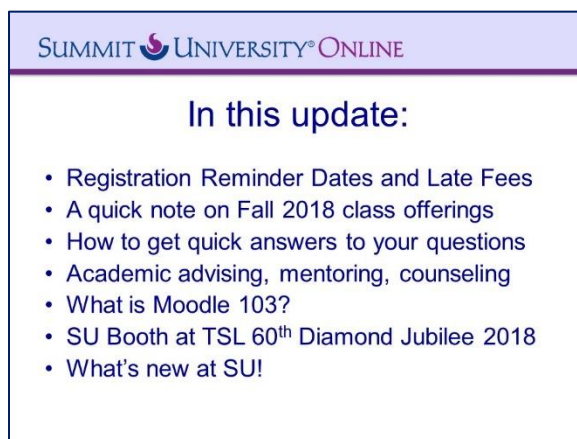 SUMMIT UNIVERSITY® ONLINE
In this update:
• Registration Reminder Dates and Late Fees
• A quick note on Fall 2018 class offerings
• How to get quick answers to your questions
• Academic advising, mentoring, counseling
• What is Moodle 103?
• SU Booth at TSL 60th Diamond Jubilee 2018
• What's new at SU!